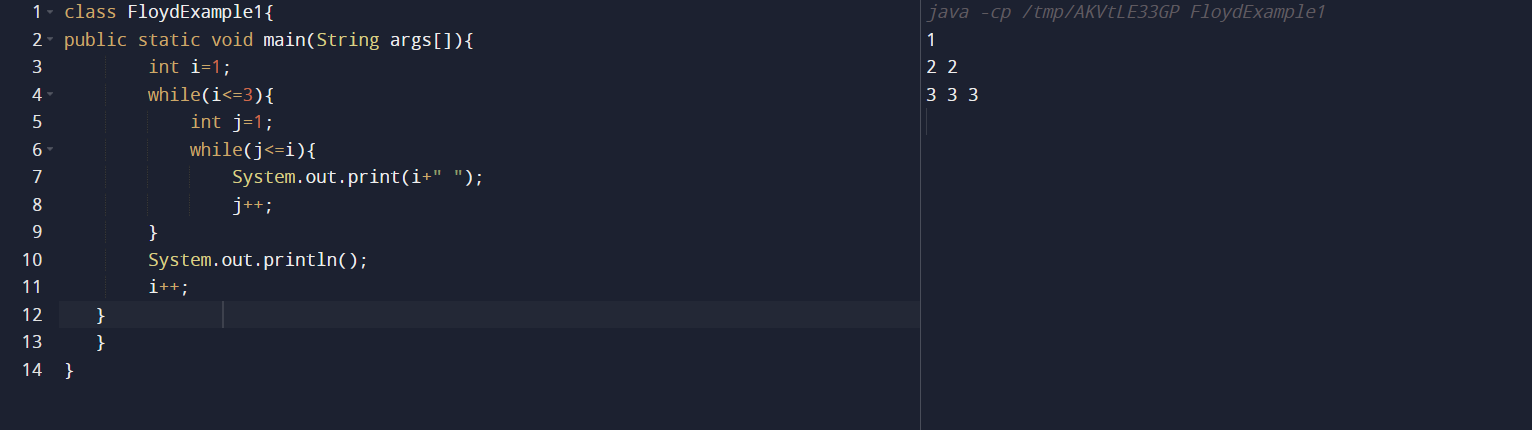 1 class FloydExample1{
2 public static void main(String args[]){
3 int i=1;
4 while(i<=3){
5 int j=1;
6 while(j<=i){
7 System.out.print(i+" ");
8 j++;
9 }
10 System.out.println();
11 i++;
12 }
13 }
14 }
java -cp /tmp/AKVtLE33GP FloydExample1
1
2 2
3 3 3